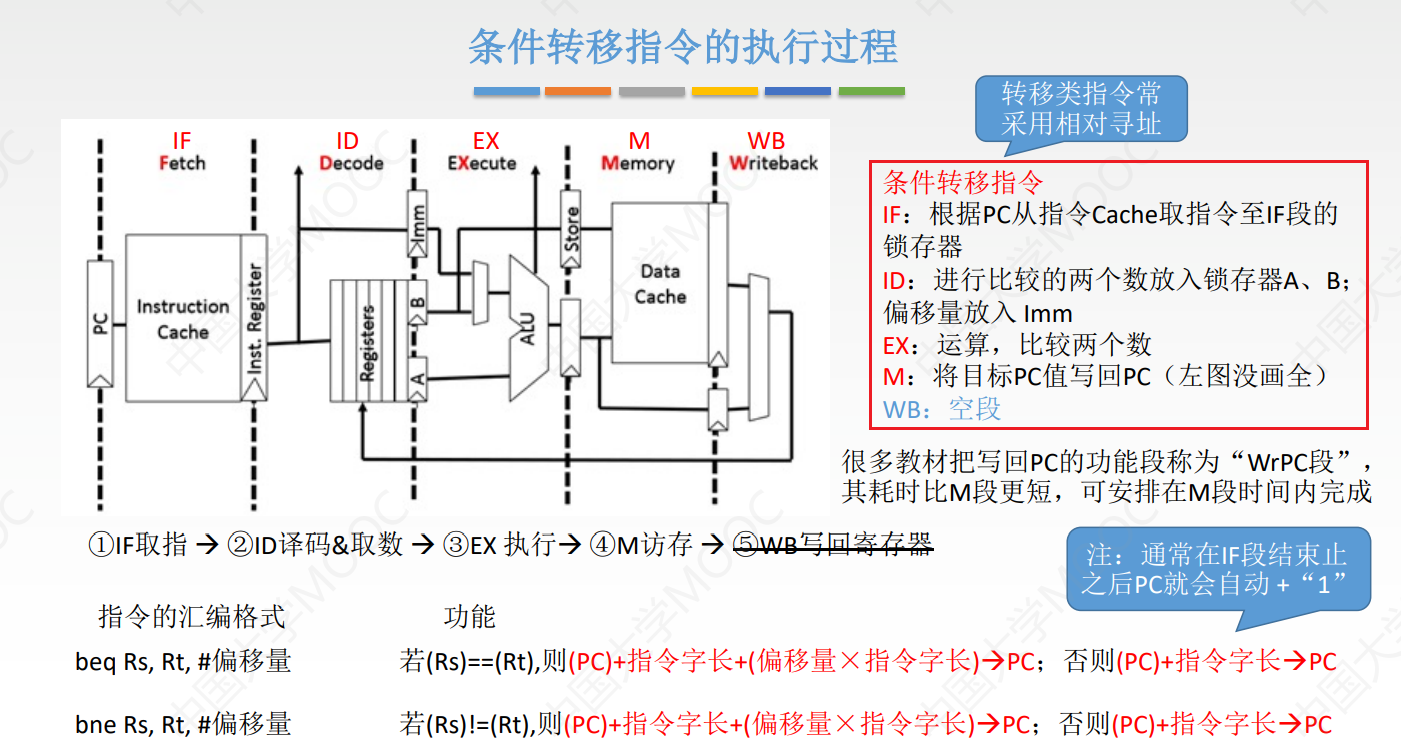 条件转移指令的执行过程
转移类指令常
采用相对寻址
IF
Fetch
ID
Decode
EX
EXecute
M
Memory
WB
Writeback
PC
Instruction
Cache
Inst. Register
Registers
Imm
B
A
ALU
Store
Data
Cache
条件转移指令
IF：根据PC从指令Cache取指令至IF段的
锁存器
ID：进行比较的两个数放入锁存器A、B；
偏移量放入 Imm
EX：运算，比较两个数
M：将目标PC值写回PC（左图没画全）
WB：空段
很多教材把写回PC的功能段称为“WrPC段”，
其耗时比M段更短，可安排在M段时间内完成
①IF取指 → ②ID译码&取数 → ③EX 执行→ ④M访存 → ⑤WB写回寄存器
注：通常在IF段结束止
之后PC就会自动 +“1”
指令的汇编格式 功能
beq Rs, Rt, #偏移量 若(Rs)==(Rt),则(PC)+指令字长+(偏移量×指令字长)→PC；否则(PC)+指令字长→PC
bne Rs, Rt, #偏移量 若(Rs)!=(Rt),则(PC)+指令字长+(偏移量×指令字长)→PC；否则(PC)+指令字长→PC
中国大学MOOC